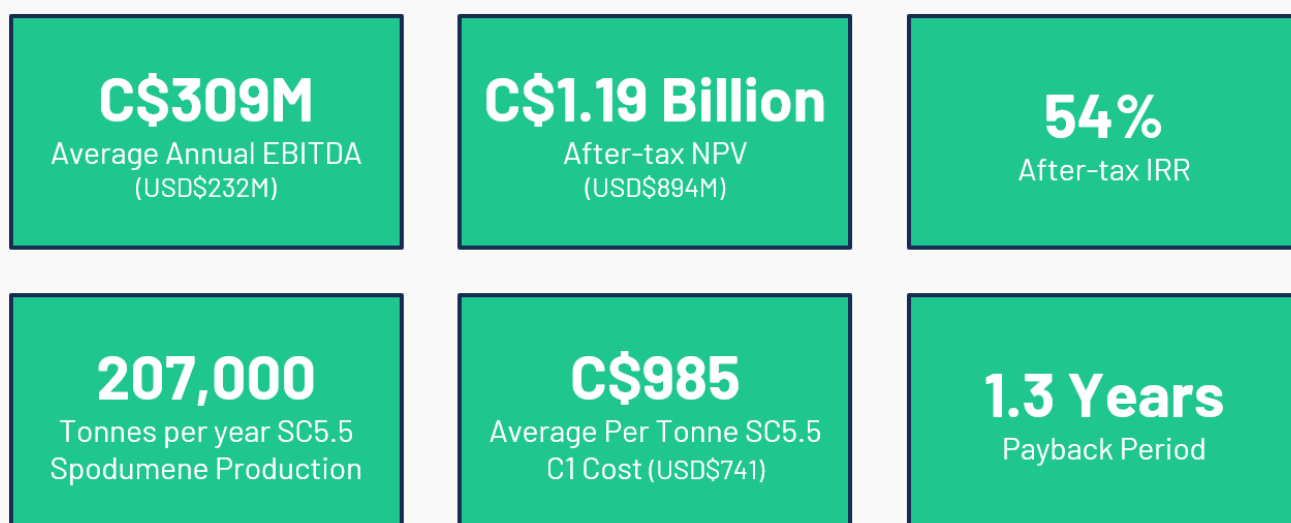 C$309M
Average Annual EBITDA
(USD$232M)
C$1.19 Billion
After-tax NPV
(USD$894M)
54%
After-tax IRR
207,000
Tonnes per year SC5.5
Spodumene Production
C$985
Average Per Tonne SC5.5
C1 Cost (USD$741)
1.3 Years
Payback Period